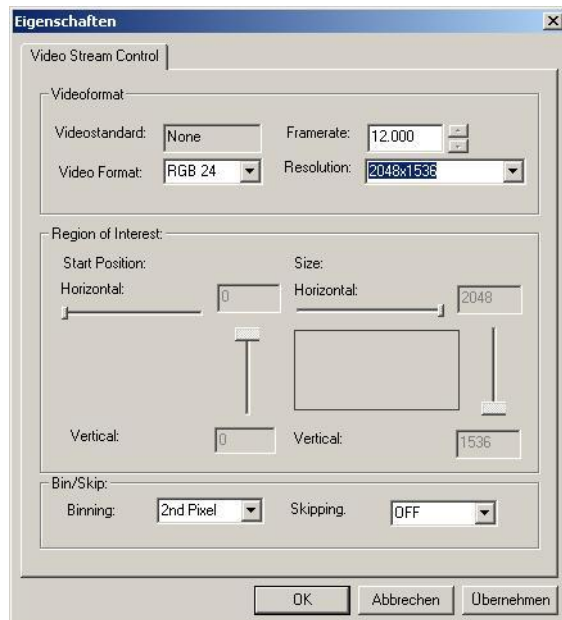 Eigenschaften
Video Stream Control
Videoformat
Videostandard: None Framerate: 12.000
Video Format: RGB 24 Resolution: 2048x1536
Region of Interest:
Start Position: Size:
Horizontal: 0 Horizontal: 2048
Vertical: 0 Vertical: 1536
Bin/Skip:
Binning: 2nd Pixel Skipping. OFF
OK Abbrechen Übernehmen